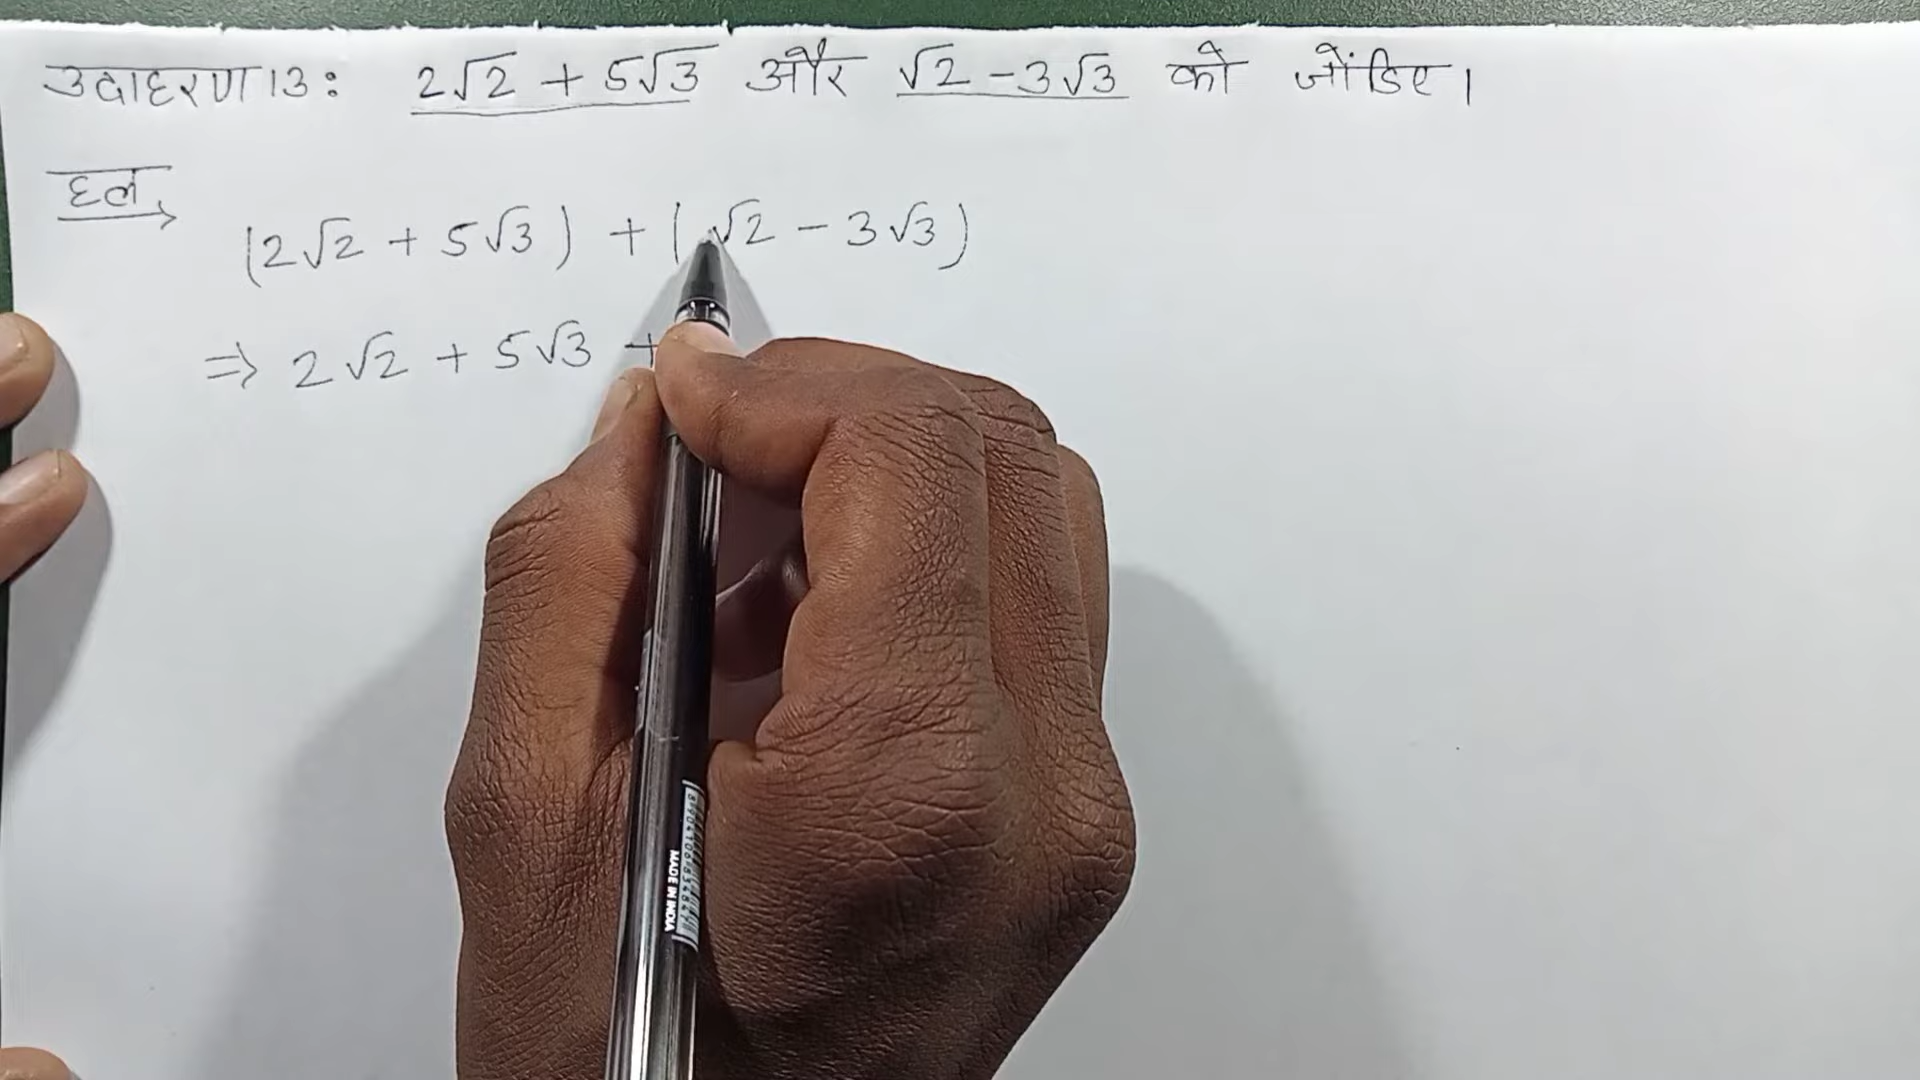 उदाहरण 13: 2√2 + 5√3 और √2 - 3√3 को जोंडिए।
हल
(2√2 + 5√3) + (√2 - 3√3)
⇒ 2√2 + 5√3 +
MADE IN INDIA